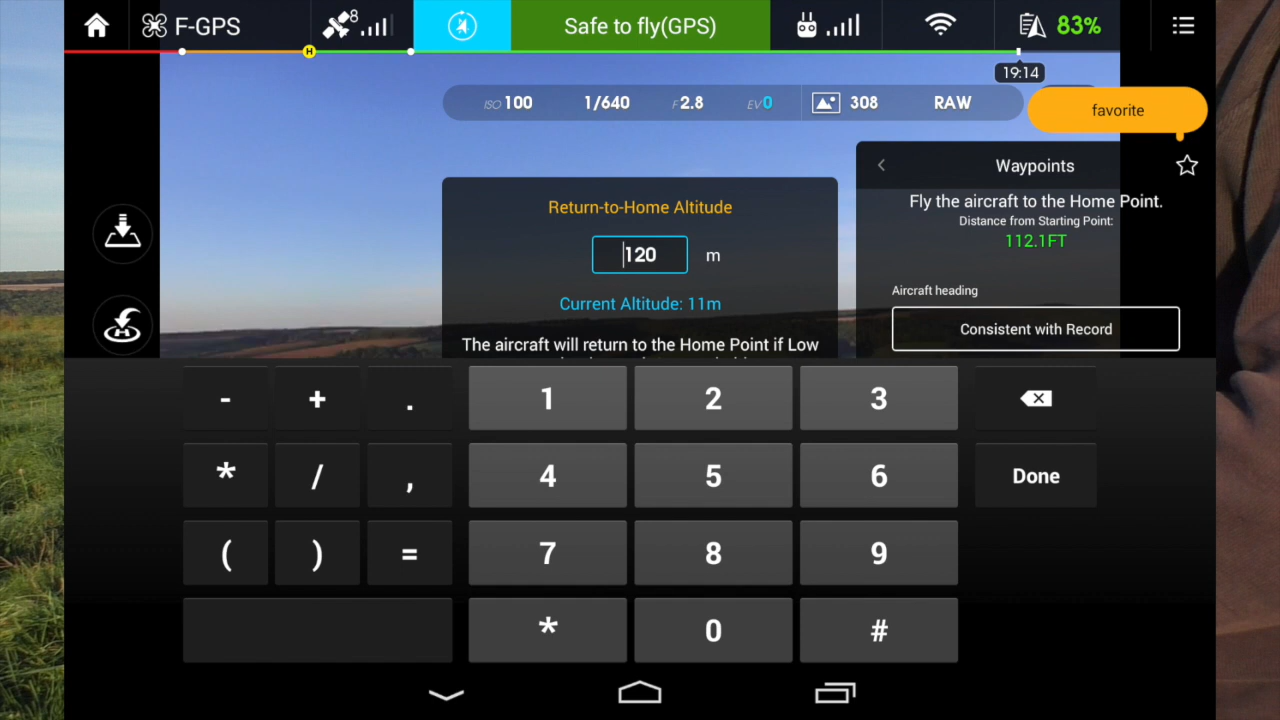 F-GPS
8
Safe to fly(GPS)
83%
H
19:14
ISO 100 1/640 F 2.8 EV 0 308 RAW
favorite
Waypoints
Fly the aircraft to the Home Point.
Distance from Starting Point:
112.1FT
Aircraft heading
Consistent with Record
Return-to-Home Altitude
120 m
Current Altitude: 11m
The aircraft will return to the Home Point if Low
H
- + . 1 2 3
* / , 4 5 6 Done
( ) = 7 8 9
* 0 #